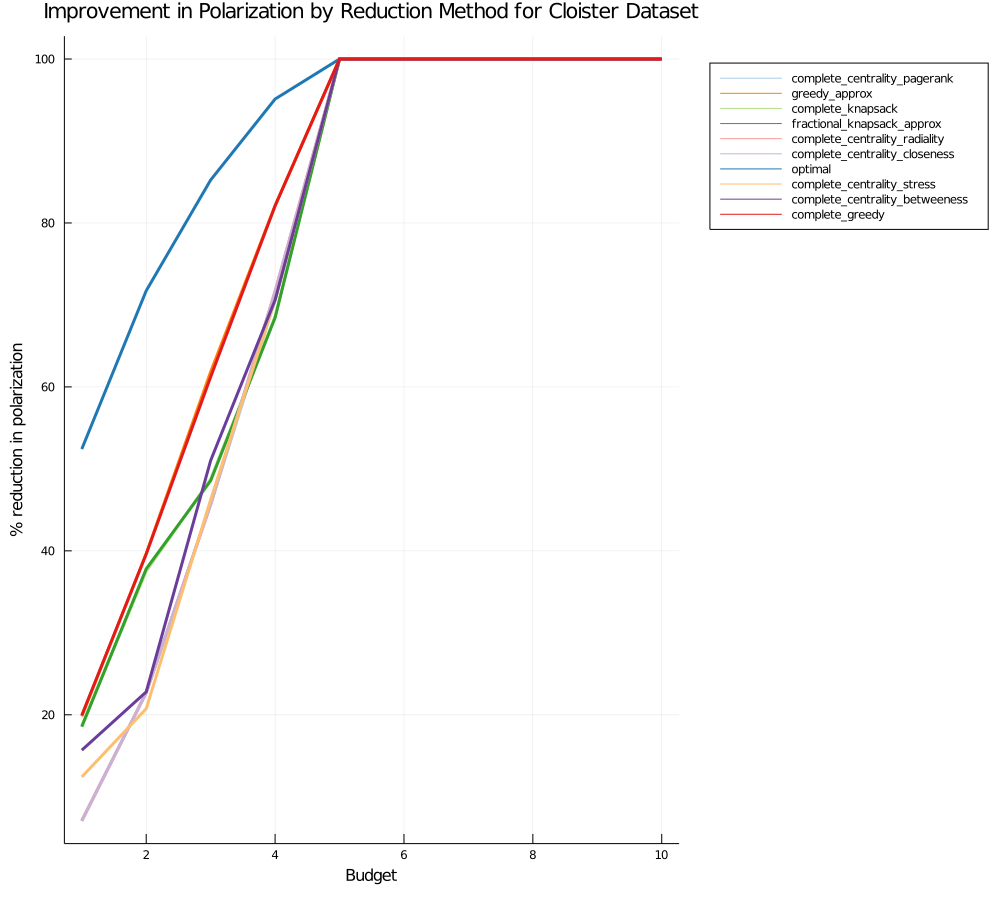 Improvement in Polarization by Reduction Method for Cloister Dataset
% reduction in polarization
100
80
60
40
20
2
4
6
8
10
Budget
complete_centrality_pagerank
greedy_approx
complete_knapsack
fractional_knapsack_approx
complete_centrality_radiality
complete_centrality_closeness
optimal
complete_centrality_stress
complete_centrality_betweeness
complete_greedy